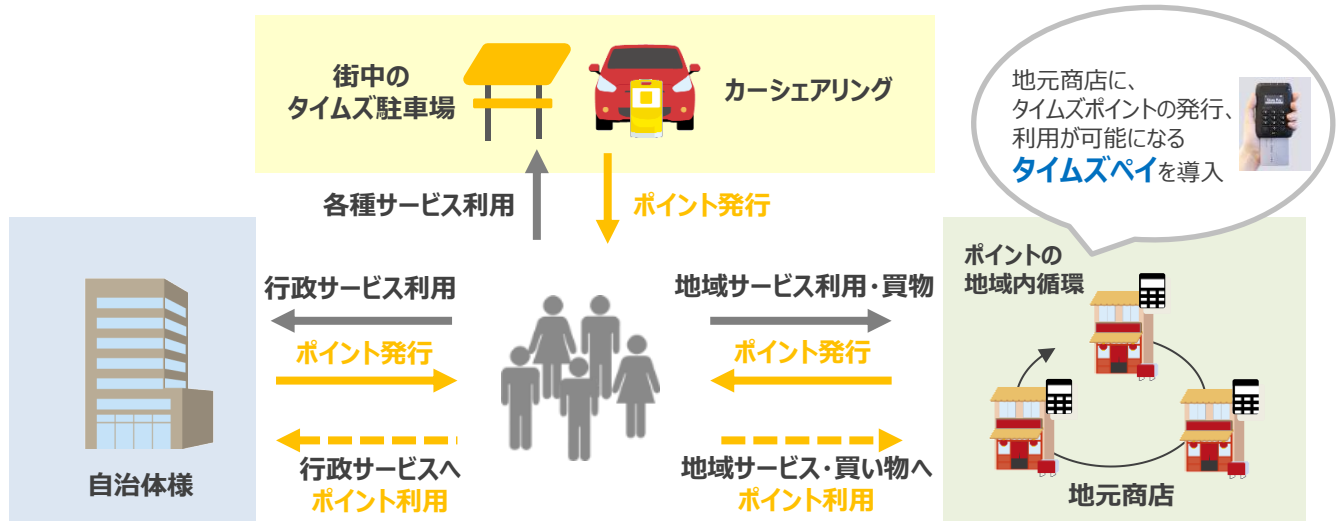 街中の
タイムズ駐車場
カーシェアリング
地元商店に、
タイムズポイントの発行、
利用が可能になる
タイムズペイを導入
各種サービス利用
ポイント発行
行政サービス利用
ポイント発行
行政サービスへ
ポイント利用
自治体様
地域サービス利用・買物
ポイント発行
地域サービス・買い物へ
ポイント利用
ポイントの
地域内循環
地元商店